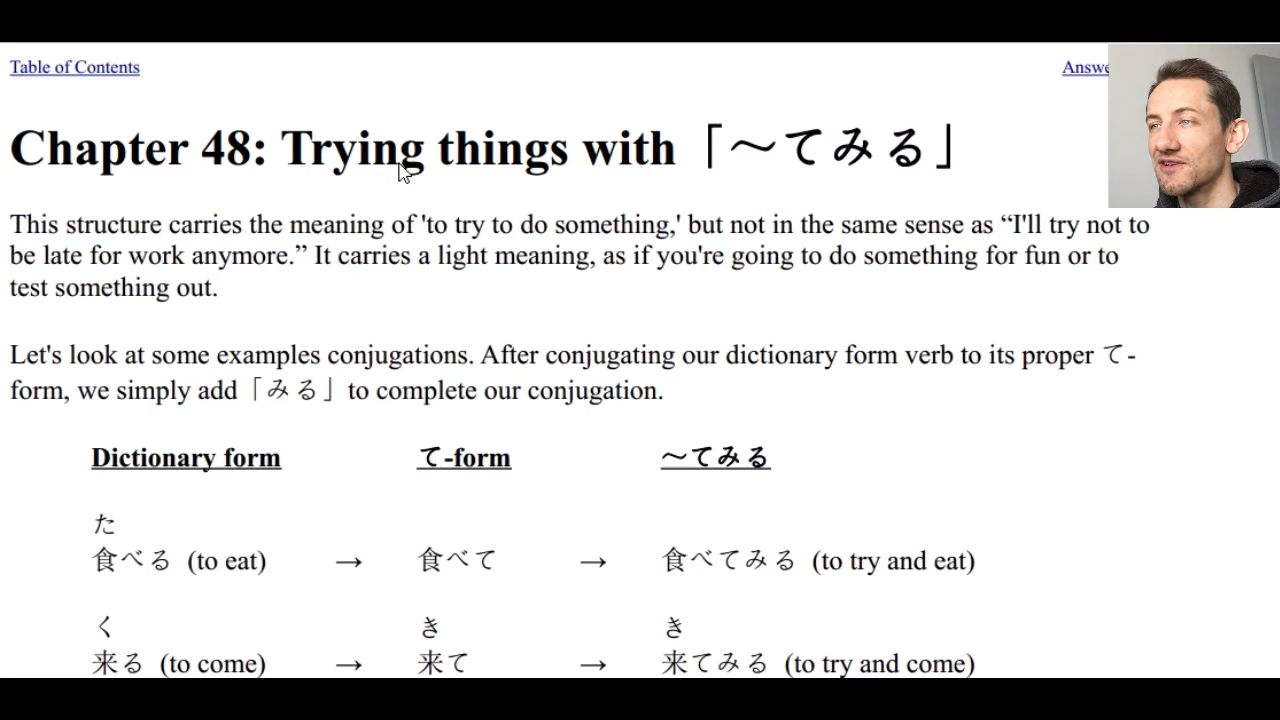 Table of Contents
Answe
Chapter 48: Trying things with「〜てみる」
This structure carries the meaning of 'to try to do something,' but not in the same sense as “I'll try not to
be late for work anymore.” It carries a light meaning, as if you're going to do something for fun or to
test something out.
Let's look at some examples conjugations. After conjugating our dictionary form verb to its proper て-
form, we simply add「みる」to complete our conjugation.
Dictionary form て-form 〜てみる
た
食べる (to eat) → 食べて → 食べてみる (to try and eat)
く き き
来る (to come) → 来て → 来てみる (to try and come)